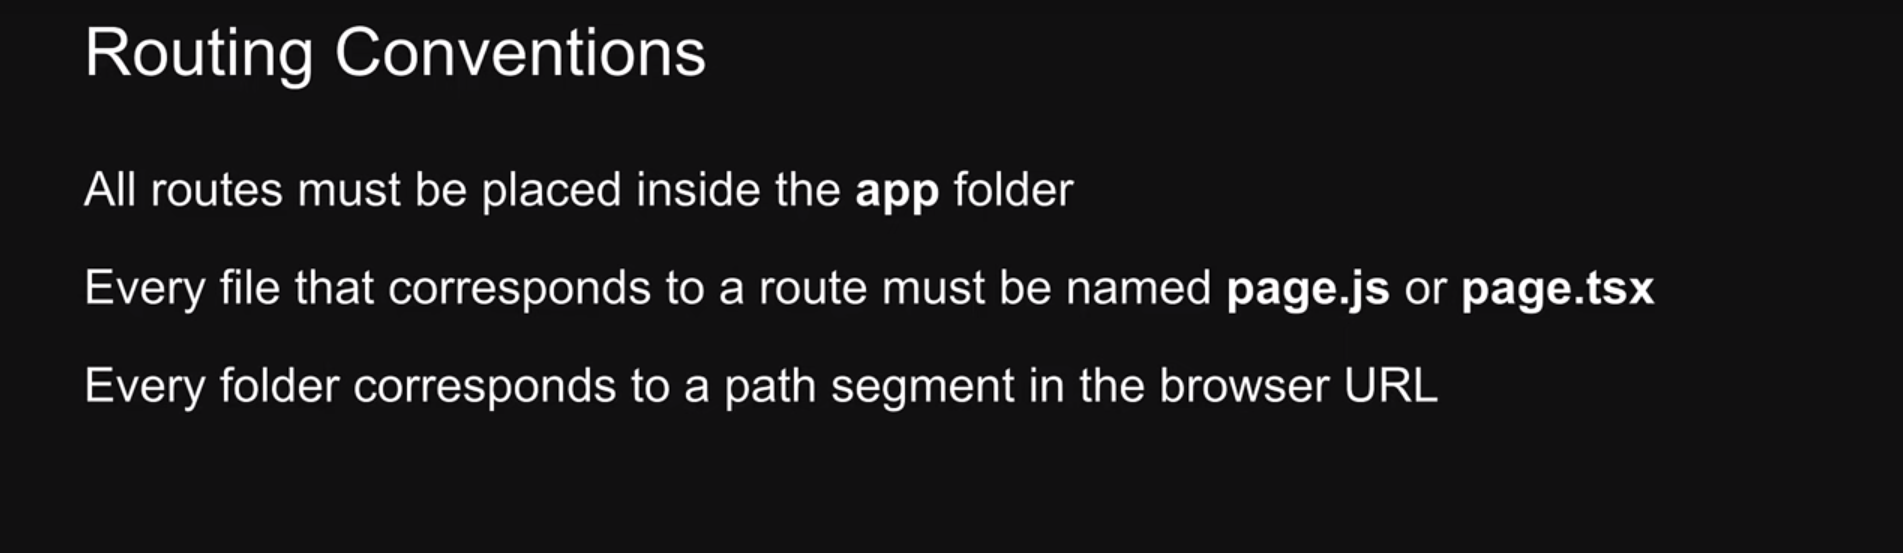 Routing Conventions
All routes must be placed inside the app folder
Every file that corresponds to a route must be named page.js or page.tsx
Every folder corresponds to a path segment in the browser URL